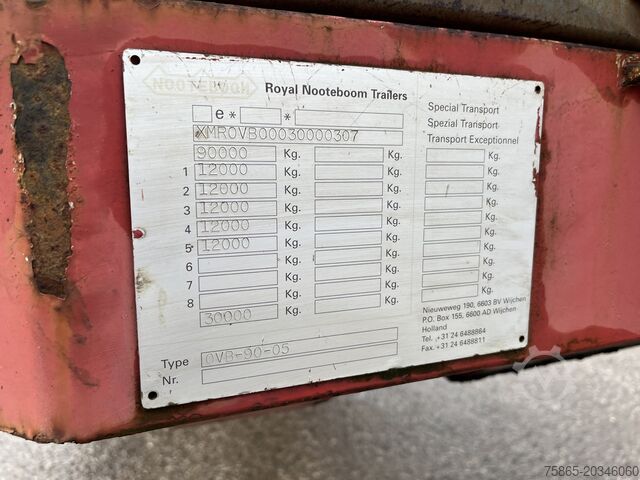 NOOTEBOOM Royal Nooteboom Trailers
e* *
Special Transport
Spezial Transport
Transport Exceptionnel
XMR0VB00030000307
90000 Kg. Kg. Kg.
1 12000 Kg. Kg. Kg.
2 12000 Kg. Kg. Kg.
3 12000 Kg. Kg. Kg.
4 12000 Kg. Kg. Kg.
5 12000 Kg. Kg. Kg.
6 Kg. Kg. Kg.
7 Kg. Kg. Kg.
8 Kg. Kg. Kg.
30000 Kg. Kg. Kg.
Type OVB-90-05
Nr.
Nieuweweg 190, 6603 BV Wijchen
P.O. Box 155, 6600 AD Wijchen
Holland
Tel. +31 24 6488864
Fax. +31 24 6488811
75865-20346060